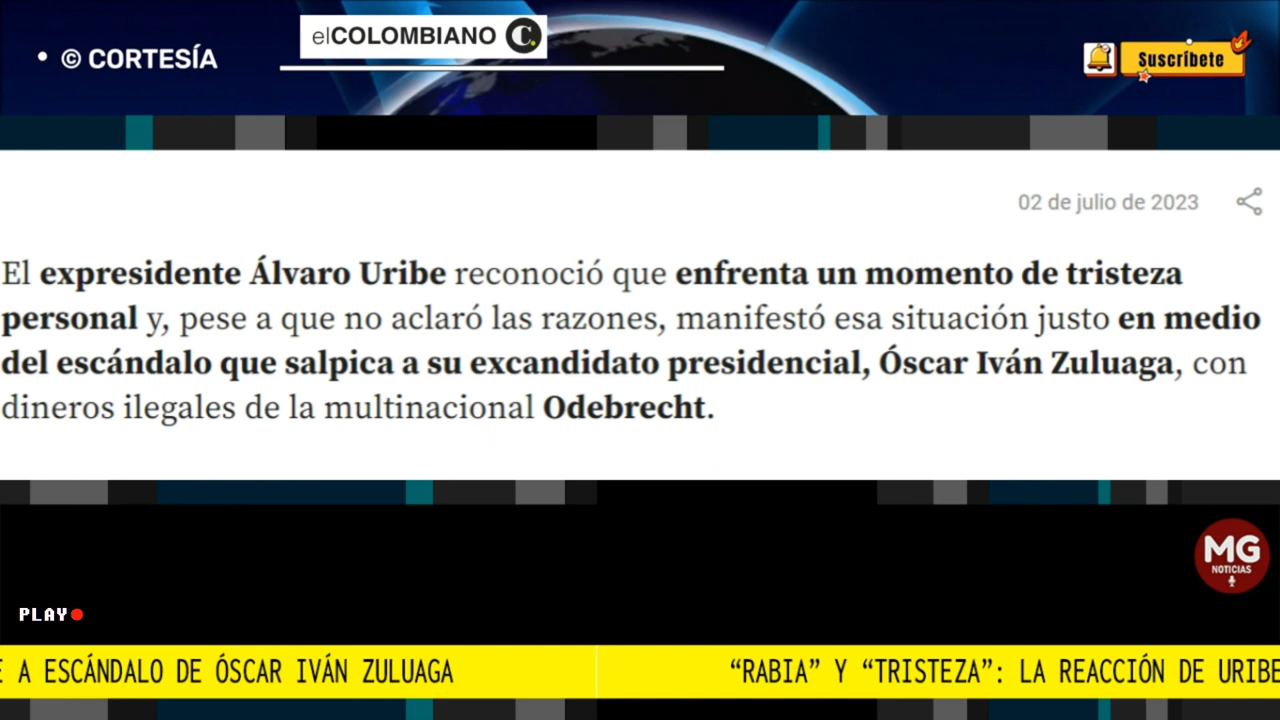 • © CORTESÍA
elCOLOMBIANO C.
Suscríbete
02 de julio de 2023
El expresidente Álvaro Uribe reconoció que enfrenta un momento de tristeza
personal y, pese a que no aclaró las razones, manifestó esa situación justo en medio
del escándalo que salpica a su excandidato presidencial, Óscar Iván Zuluaga, con
dineros ilegales de la multinacional Odebrecht.
MG
NOTICIAS
PLAY
E A ESCÁNDALO DE ÓSCAR IVÁN ZULUAGA “RABIA” Y “TRISTEZA”: LA REACCIÓN DE URIBE